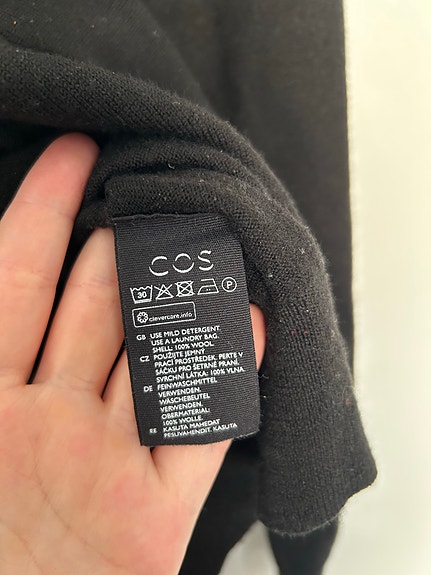 COS
30 P
clevercare.info
GB USE MILD DETERGENT.
USE A LAUNDRY BAG.
SHELL: 100% WOOL.
CZ POUŽIJTE JEMNÝ
PRACÍ PROSTŘEDEK. PERTE V
SÁČKU PRO ŠETRNÉ PRANÍ.
SVRCHNÍ LÁTKA: 100% VLNA.
DE FEINWASCHMITTEL
VERWENDEN.
WÄSCHEBEUTEL
VERWENDEN.
OBERMATERIAL:
100% WOLLE.
EE KASUTA MAHEDAT
PESUVAHENDIT. KASUTA